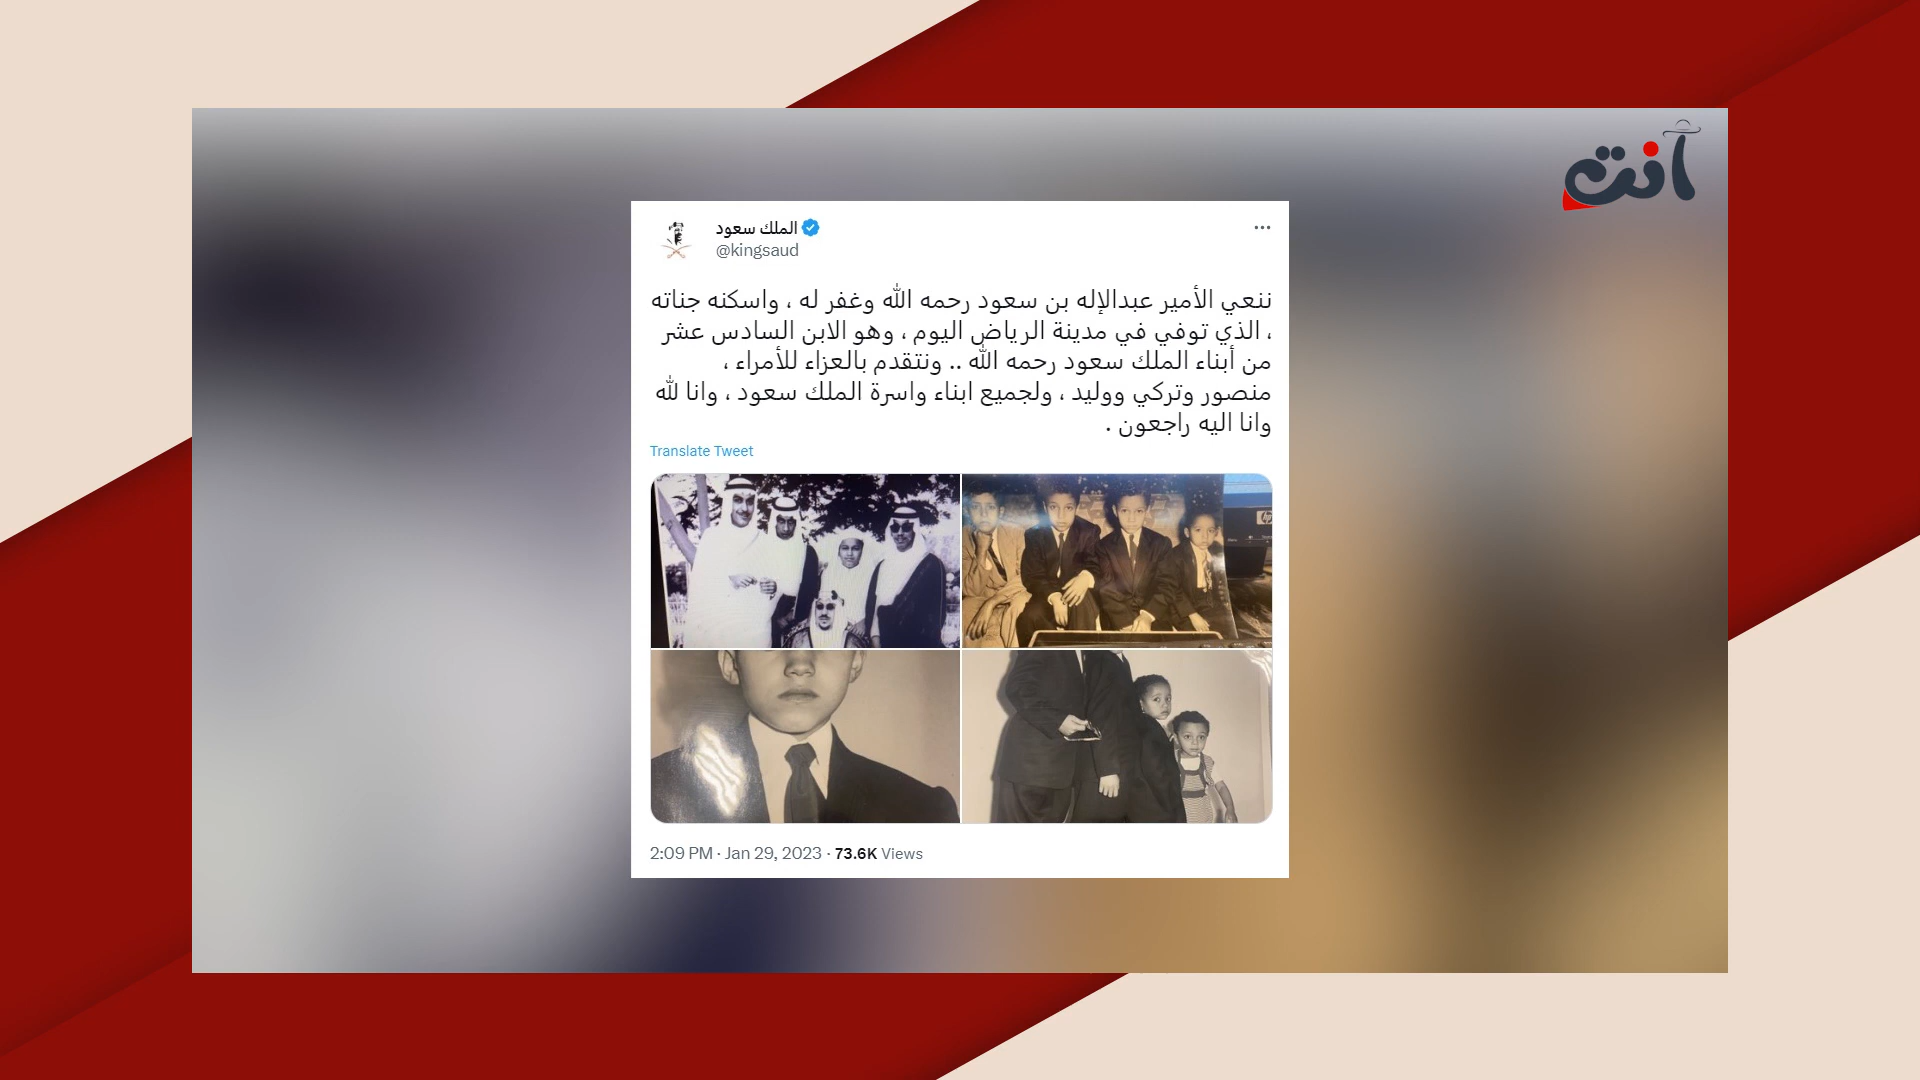 آنت
الملك سعود
@kingsaud
ننعي الأمير عبدالإله بن سعود رحمه الله وغفر له ، واسكنه جناته
، الذي توفي في مدينة الرياض اليوم ، وهو الابن السادس عشر
من أبناء الملك سعود رحمه الله .. ونتقدم بالعزاء للأمراء ،
منصور وتركي ووليد ، ولجميع ابناء واسرة الملك سعود ، وانا لله
وانا اليه راجعون .
Translate Tweet
hp
2:09 PM · Jan 29, 2023 · 73.6K Views